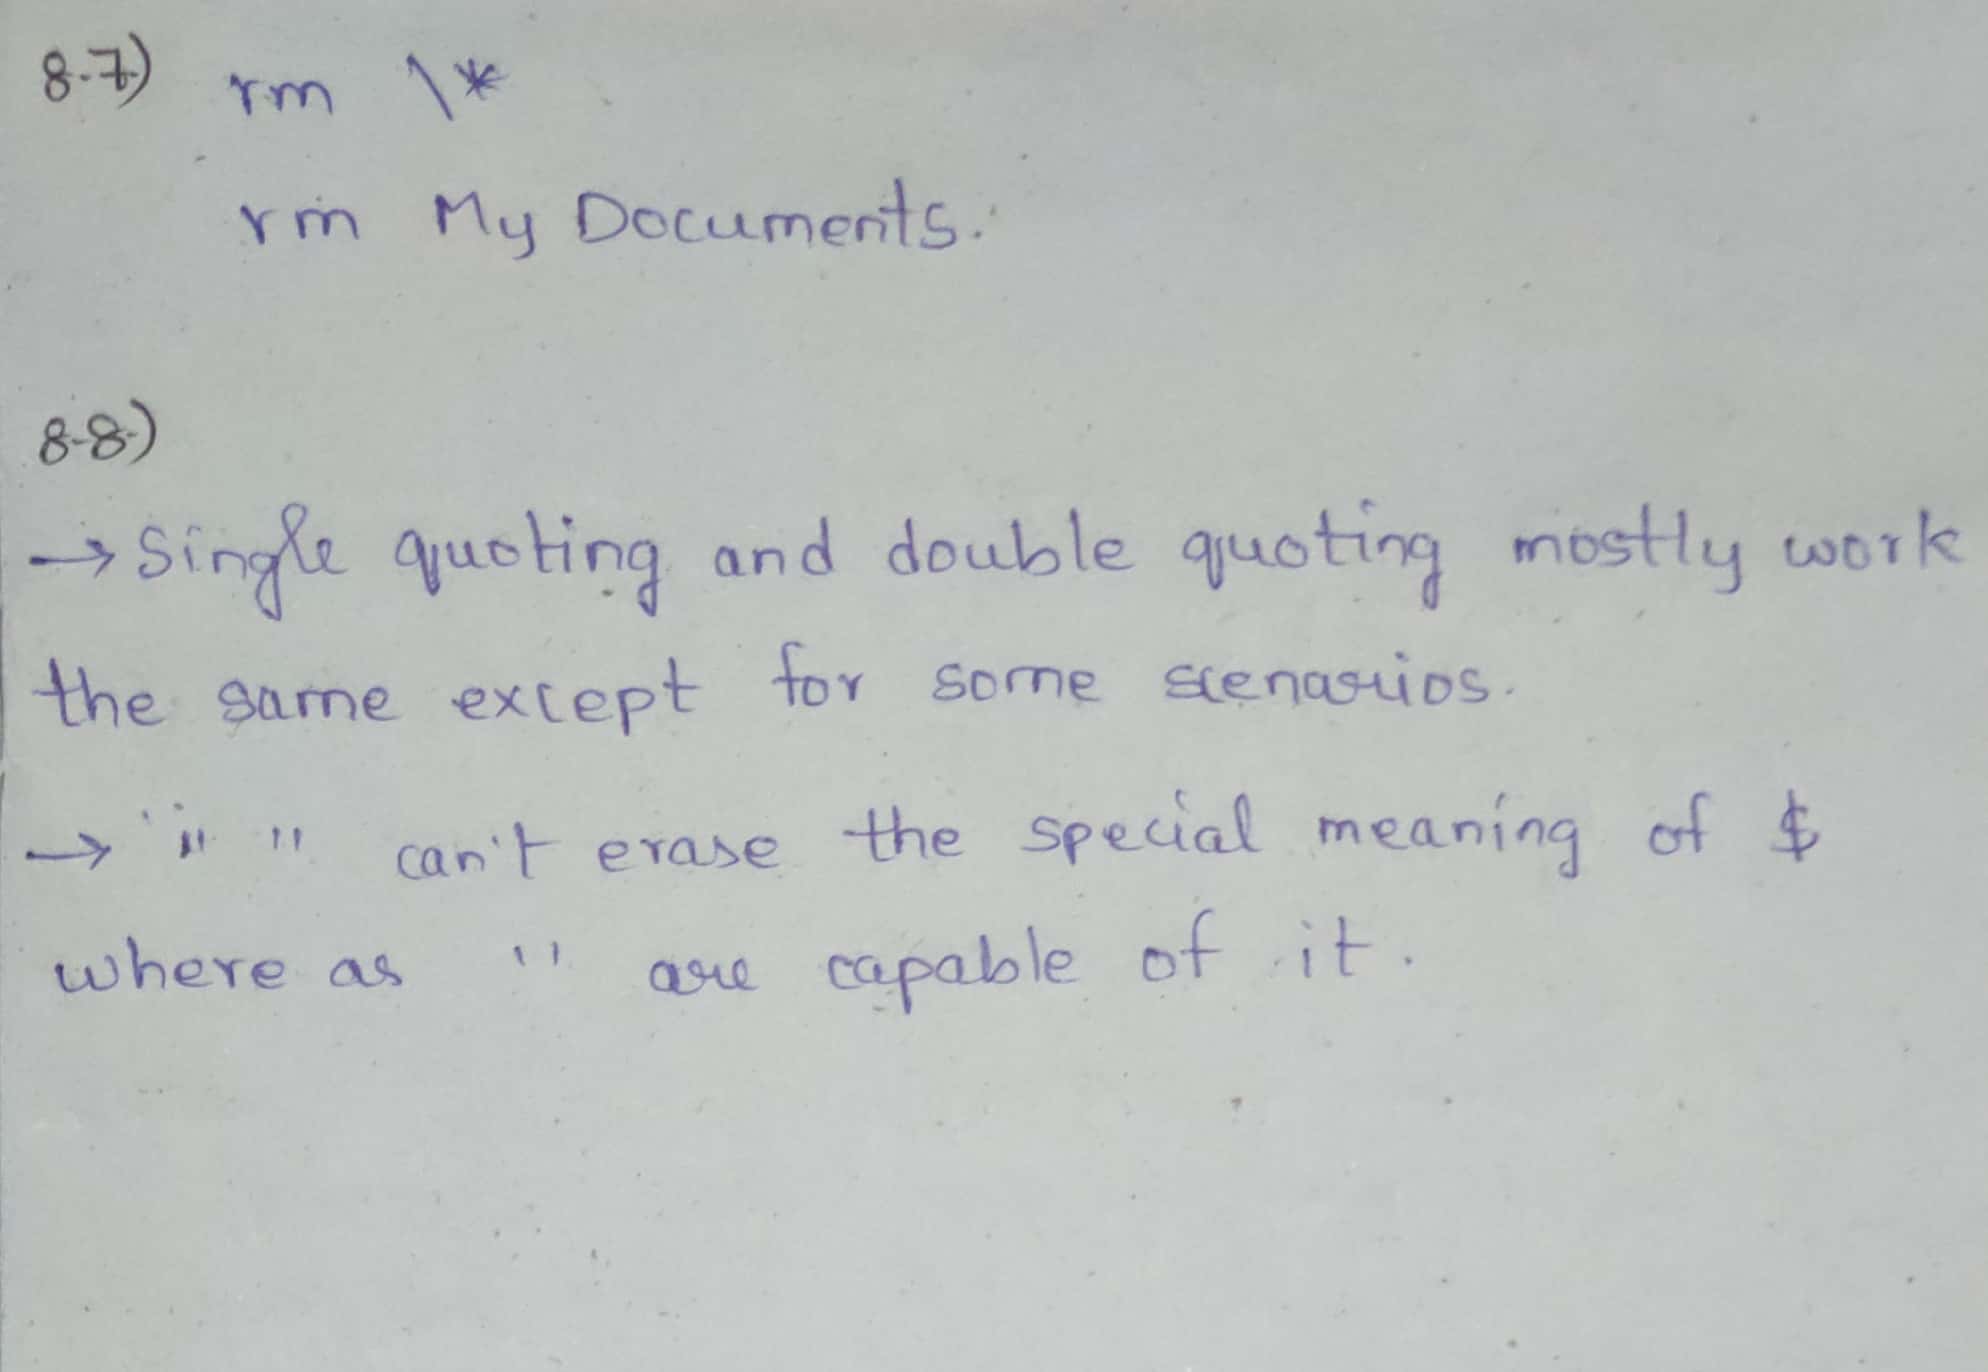 8.7) rm \*
rm My Documents.
8.8)
→ Single quoting and double quoting mostly work
the same except for some scenarios.
→ " " can't erase the special meaning of $
where as ' ' are capable of it.